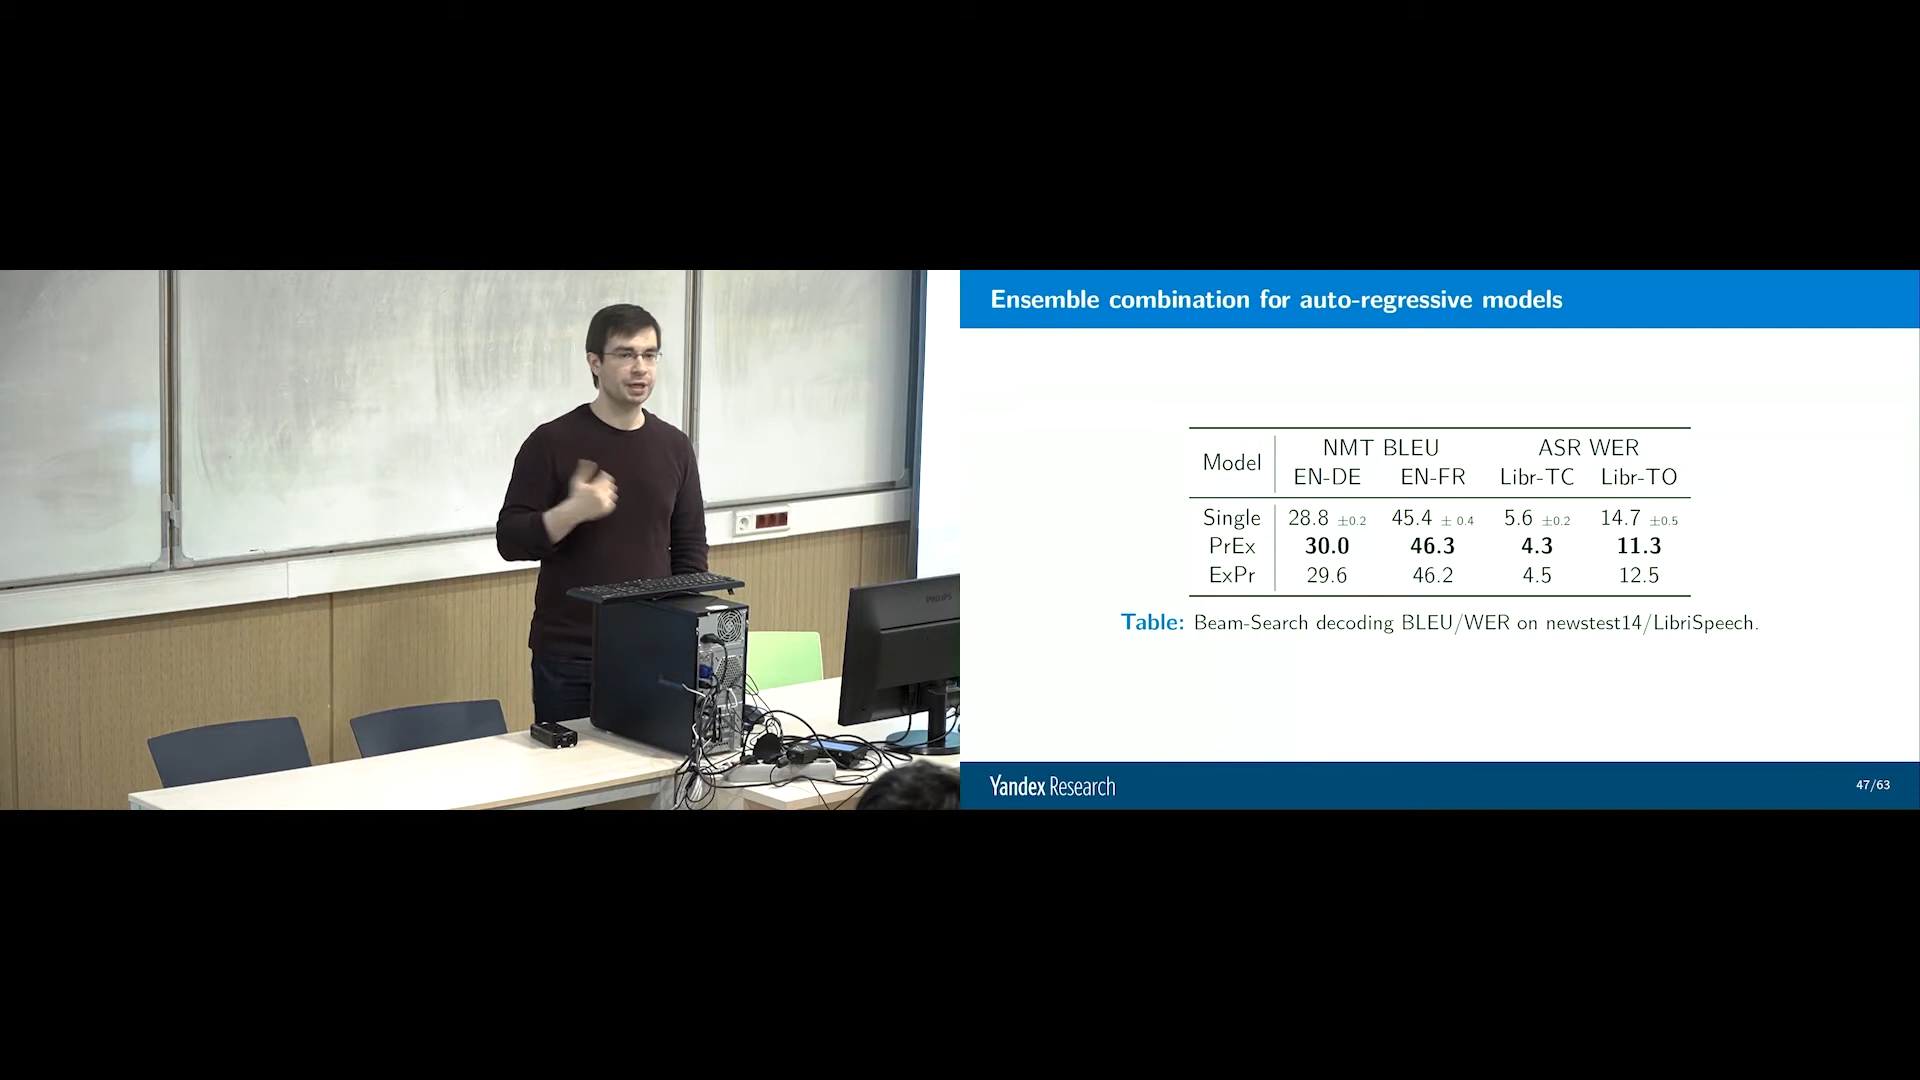 Ensemble combination for auto-regressive models
Model NMT BLEU ASR WER
EN-DE EN-FR Libr-TC Libr-TO
Single 28.8 ±0.2 45.4 ± 0.4 5.6 ±0.2 14.7 ±0.5
PrEx 30.0 46.3 4.3 11.3
ExPr 29.6 46.2 4.5 12.5
Table: Beam-Search decoding BLEU/WER on newstest14/LibriSpeech.
Yandex Research 47/63
PHILIPS